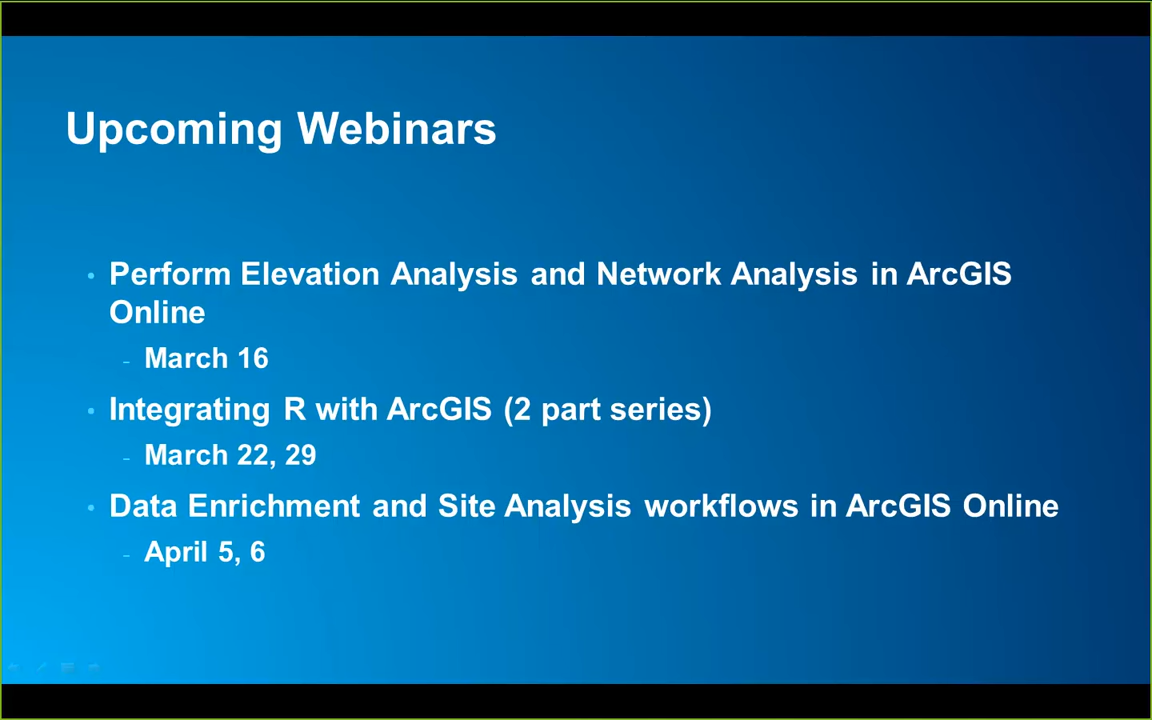 Upcoming Webinars
• Perform Elevation Analysis and Network Analysis in ArcGIS
Online
- March 16
• Integrating R with ArcGIS (2 part series)
- March 22, 29
• Data Enrichment and Site Analysis workflows in ArcGIS Online
- April 5, 6